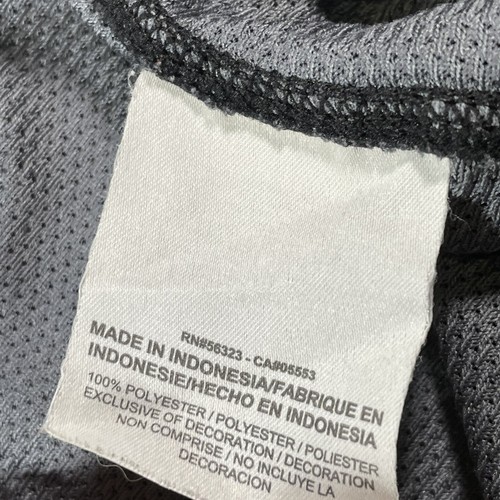 RN#56323 - CA#05553
MADE IN INDONESIA/FABRIQUE EN
INDONESIE/HECHO EN INDONESIA
100% POLYESTER / POLYESTER / POLIESTER
EXCLUSIVE OF DECORATION / DECORATION
NON COMPRISE / NO INCLUYE LA
DECORACION